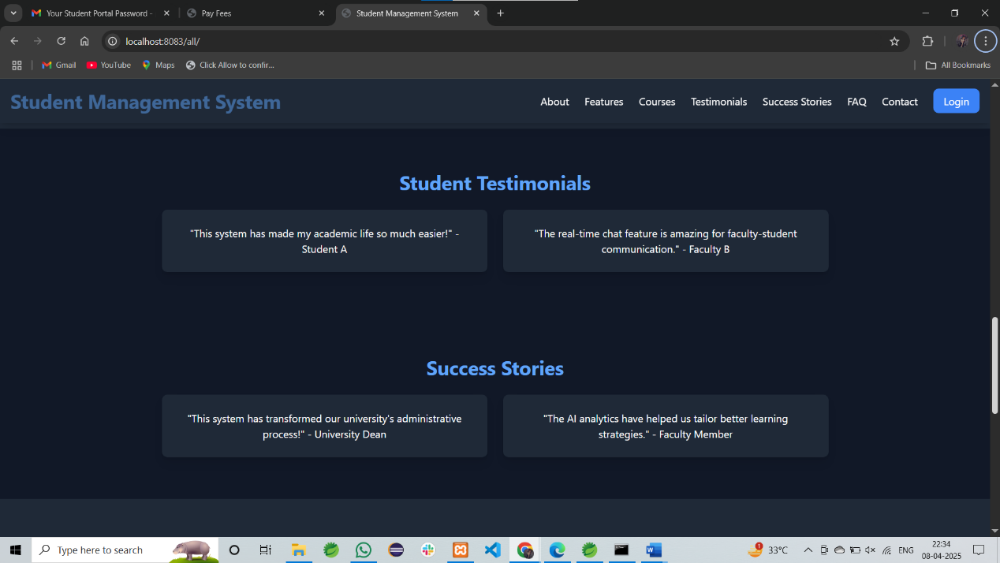 Your Student Portal Password -
Pay Fees
Student Management System
localhost:8083/all/
Gmail
YouTube
Maps
Click Allow to confir...
All Bookmarks
Student Management System
About
Features
Courses
Testimonials
Success Stories
FAQ
Contact
Login
Student Testimonials
"This system has made my academic life so much easier!" -
Student A
"The real-time chat feature is amazing for faculty-student
communication." - Faculty B
Success Stories
"This system has transformed our university's administrative
process!" - University Dean
"The AI analytics have helped us tailor better learning
strategies." - Faculty Member
Type here to search
1
33°C
ENG
22:34
08-04-2025